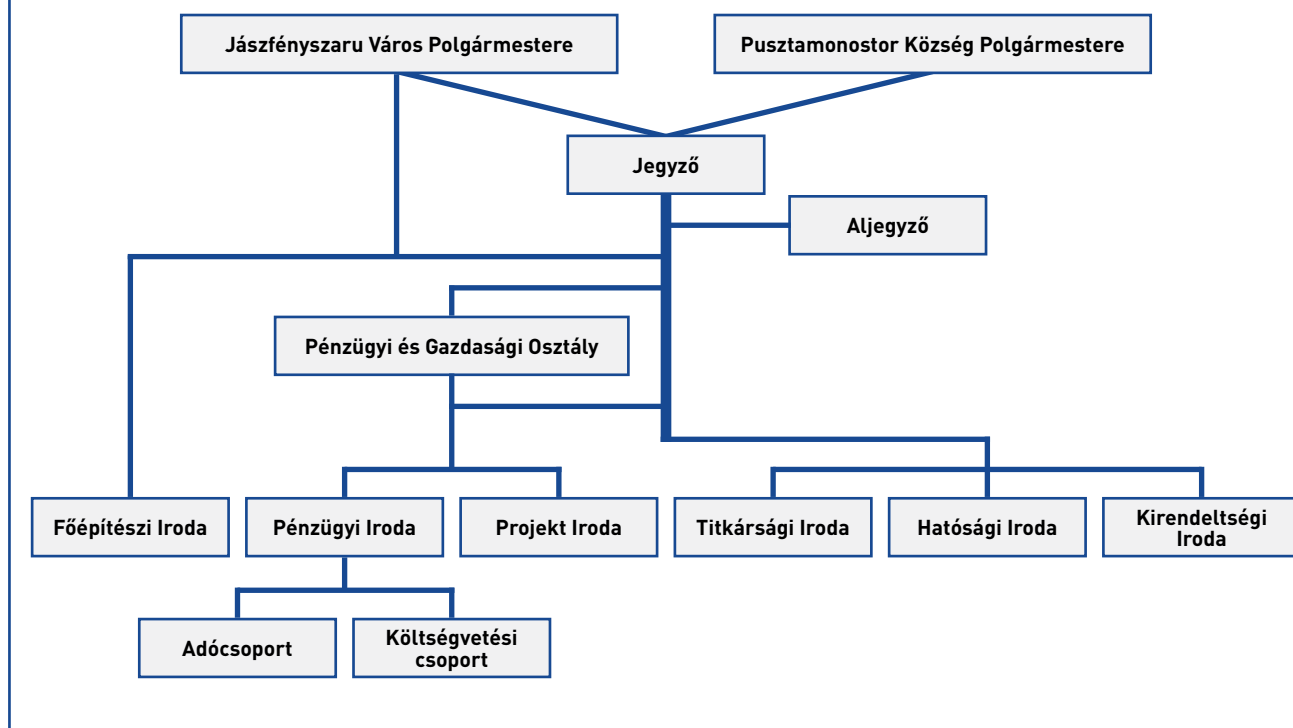 Jászfényszaru Város Polgármestere
Pusztamonostor Község Polgármestere
Jegyző
Aljegyző
Pénzügyi és Gazdasági Osztály
Főépítészi Iroda
Pénzügyi Iroda
Projekt Iroda
Titkársági Iroda
Hatósági Iroda
Kirendeltségi
Iroda
Adócsoport
Költségvetési
csoport